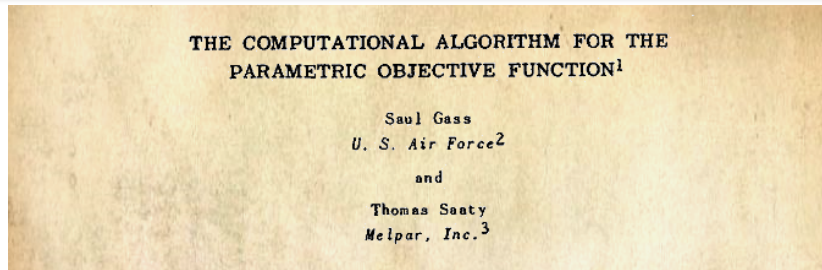 THE COMPUTATIONAL ALGORITHM FOR THE
PARAMETRIC OBJECTIVE FUNCTION1
Saul Gass
U. S. Air Force2
and
Thomas Saaty
Melpar, Inc.3